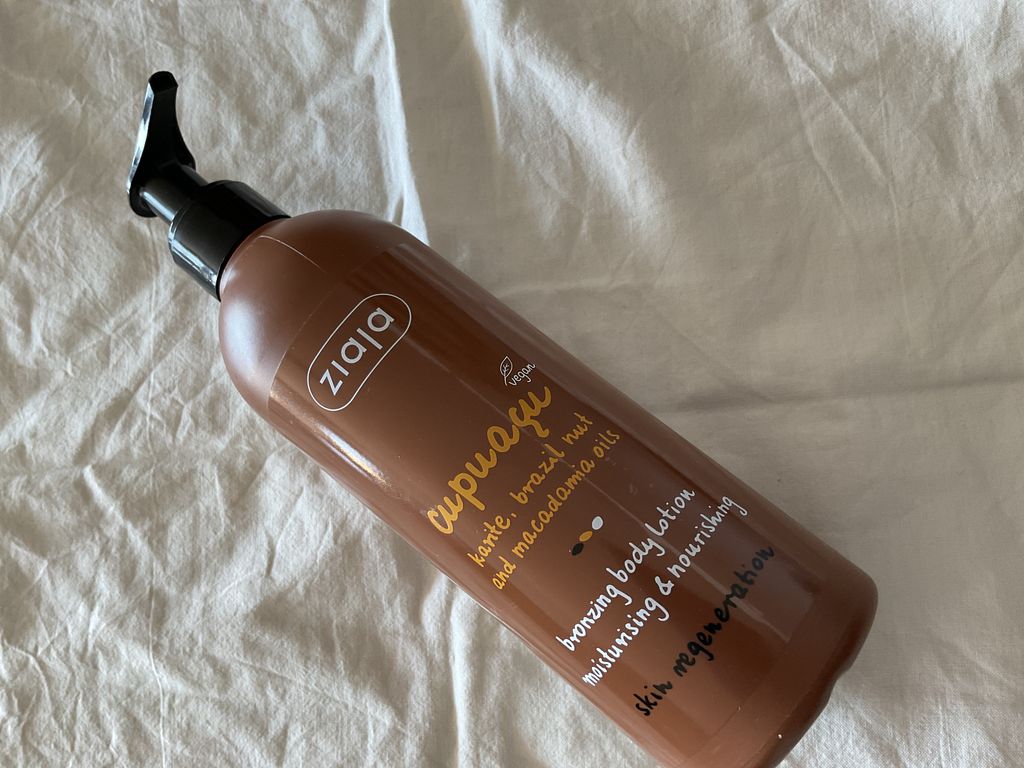 ziaja
vegan
cupuaçu
karite, brazil nut
and macadamia oils
bronzing body lotion
moisturising & nourishing
skin regeneration